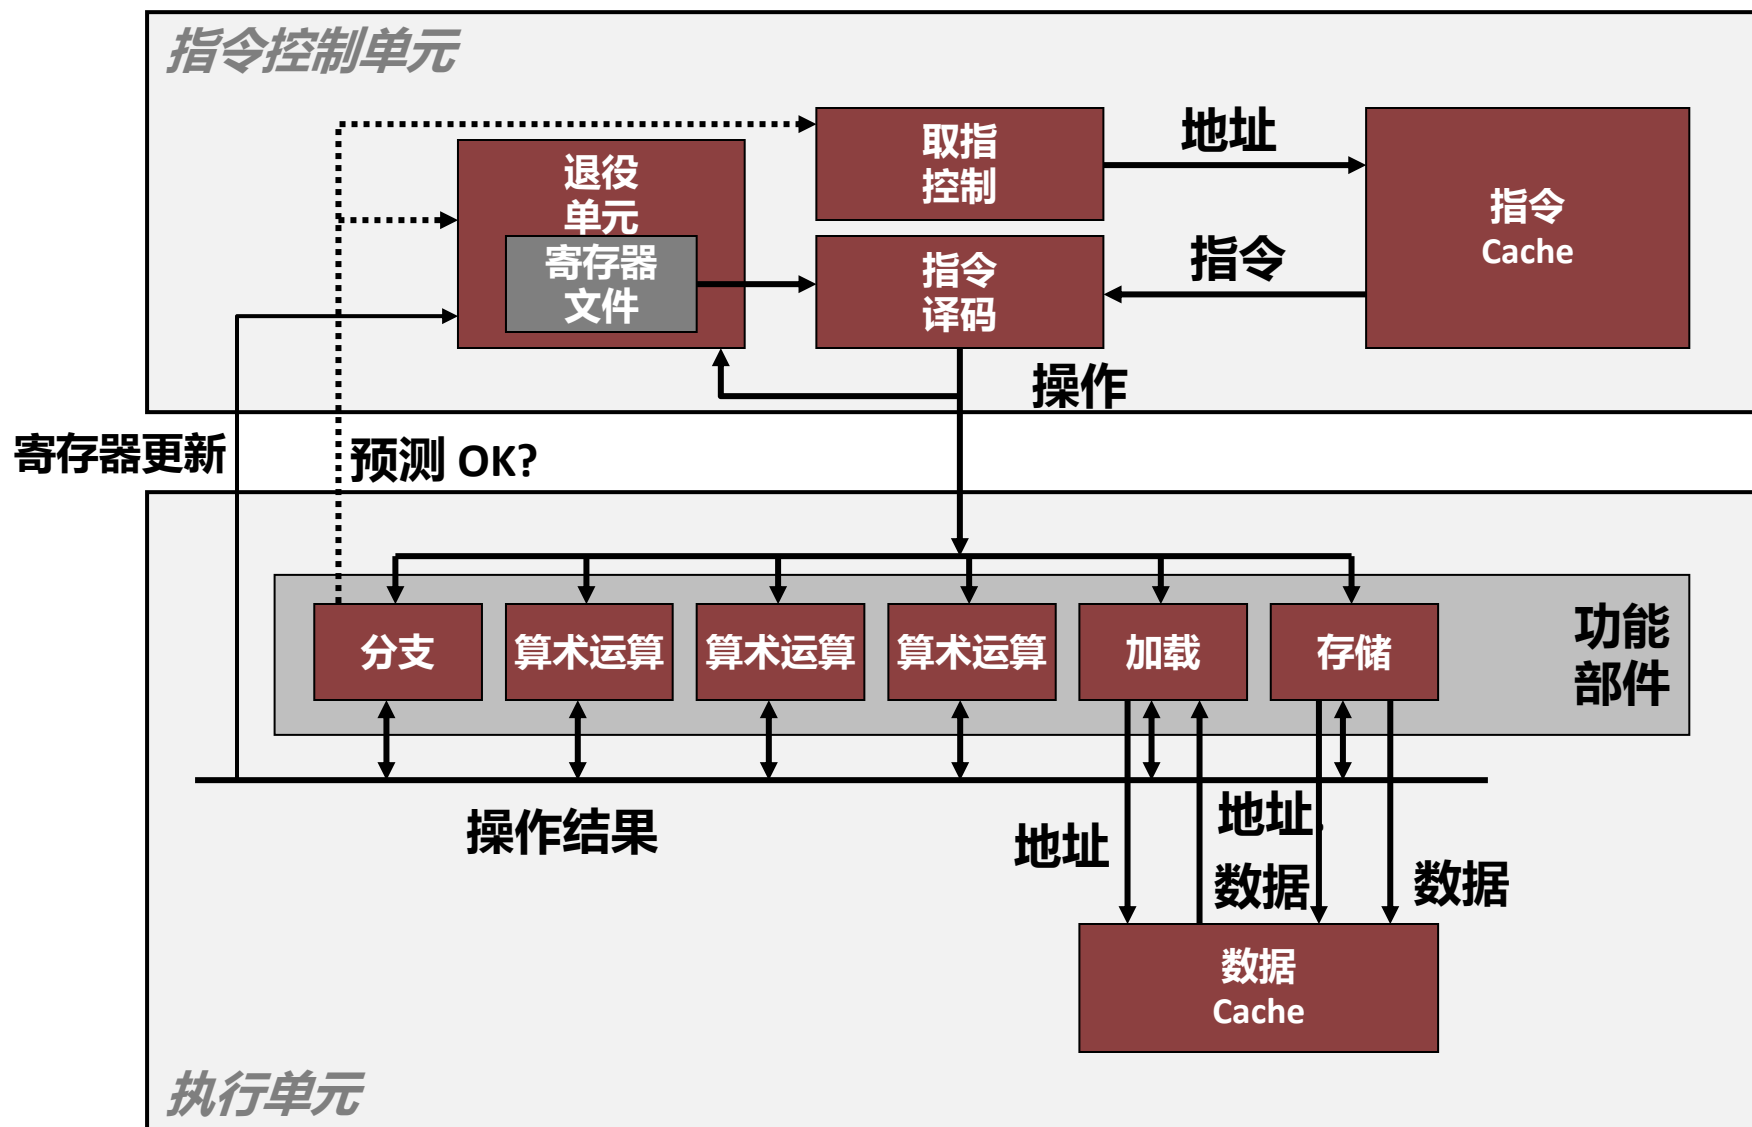 指令控制单元
取指
控制
地址
退役
单元
指令
Cache
寄存器
文件
指令
译码
指令
操作
寄存器更新
预测 OK?
分支
算术运算
算术运算
算术运算
加载
存储
功能
部件
操作结果
地址
地址,
数据
数据
数据
Cache
执行单元